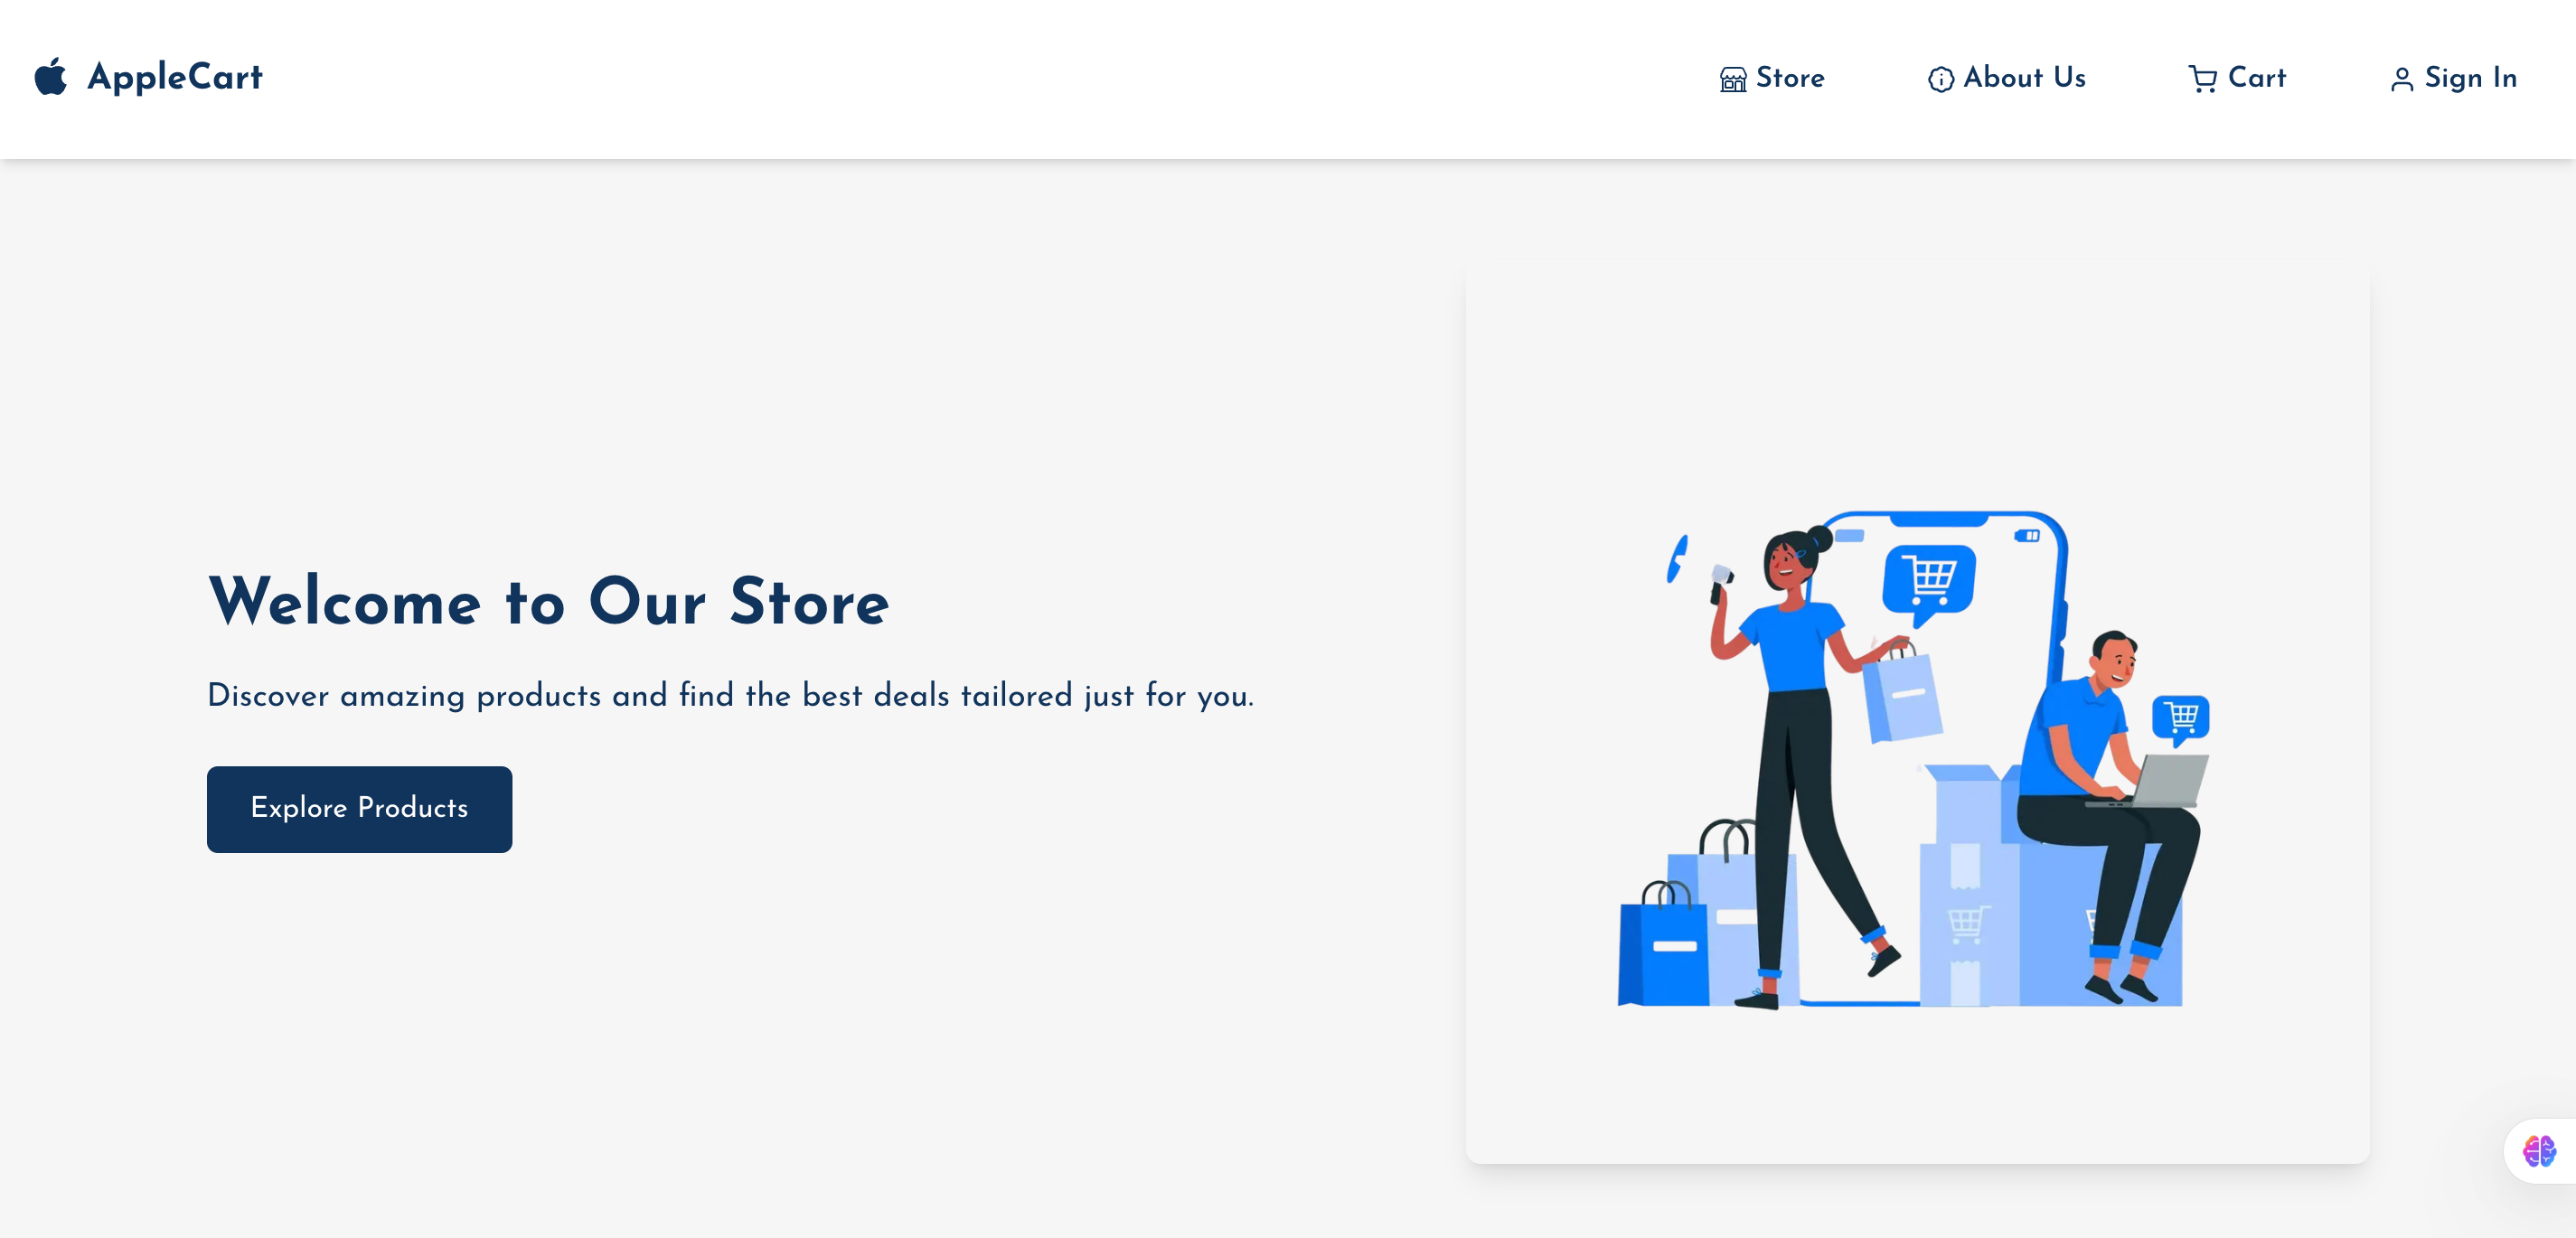 AppleCart
Store
About Us
Cart
Sign In
Welcome to Our Store
Discover amazing products and find the best deals tailored just for you.
Explore Products